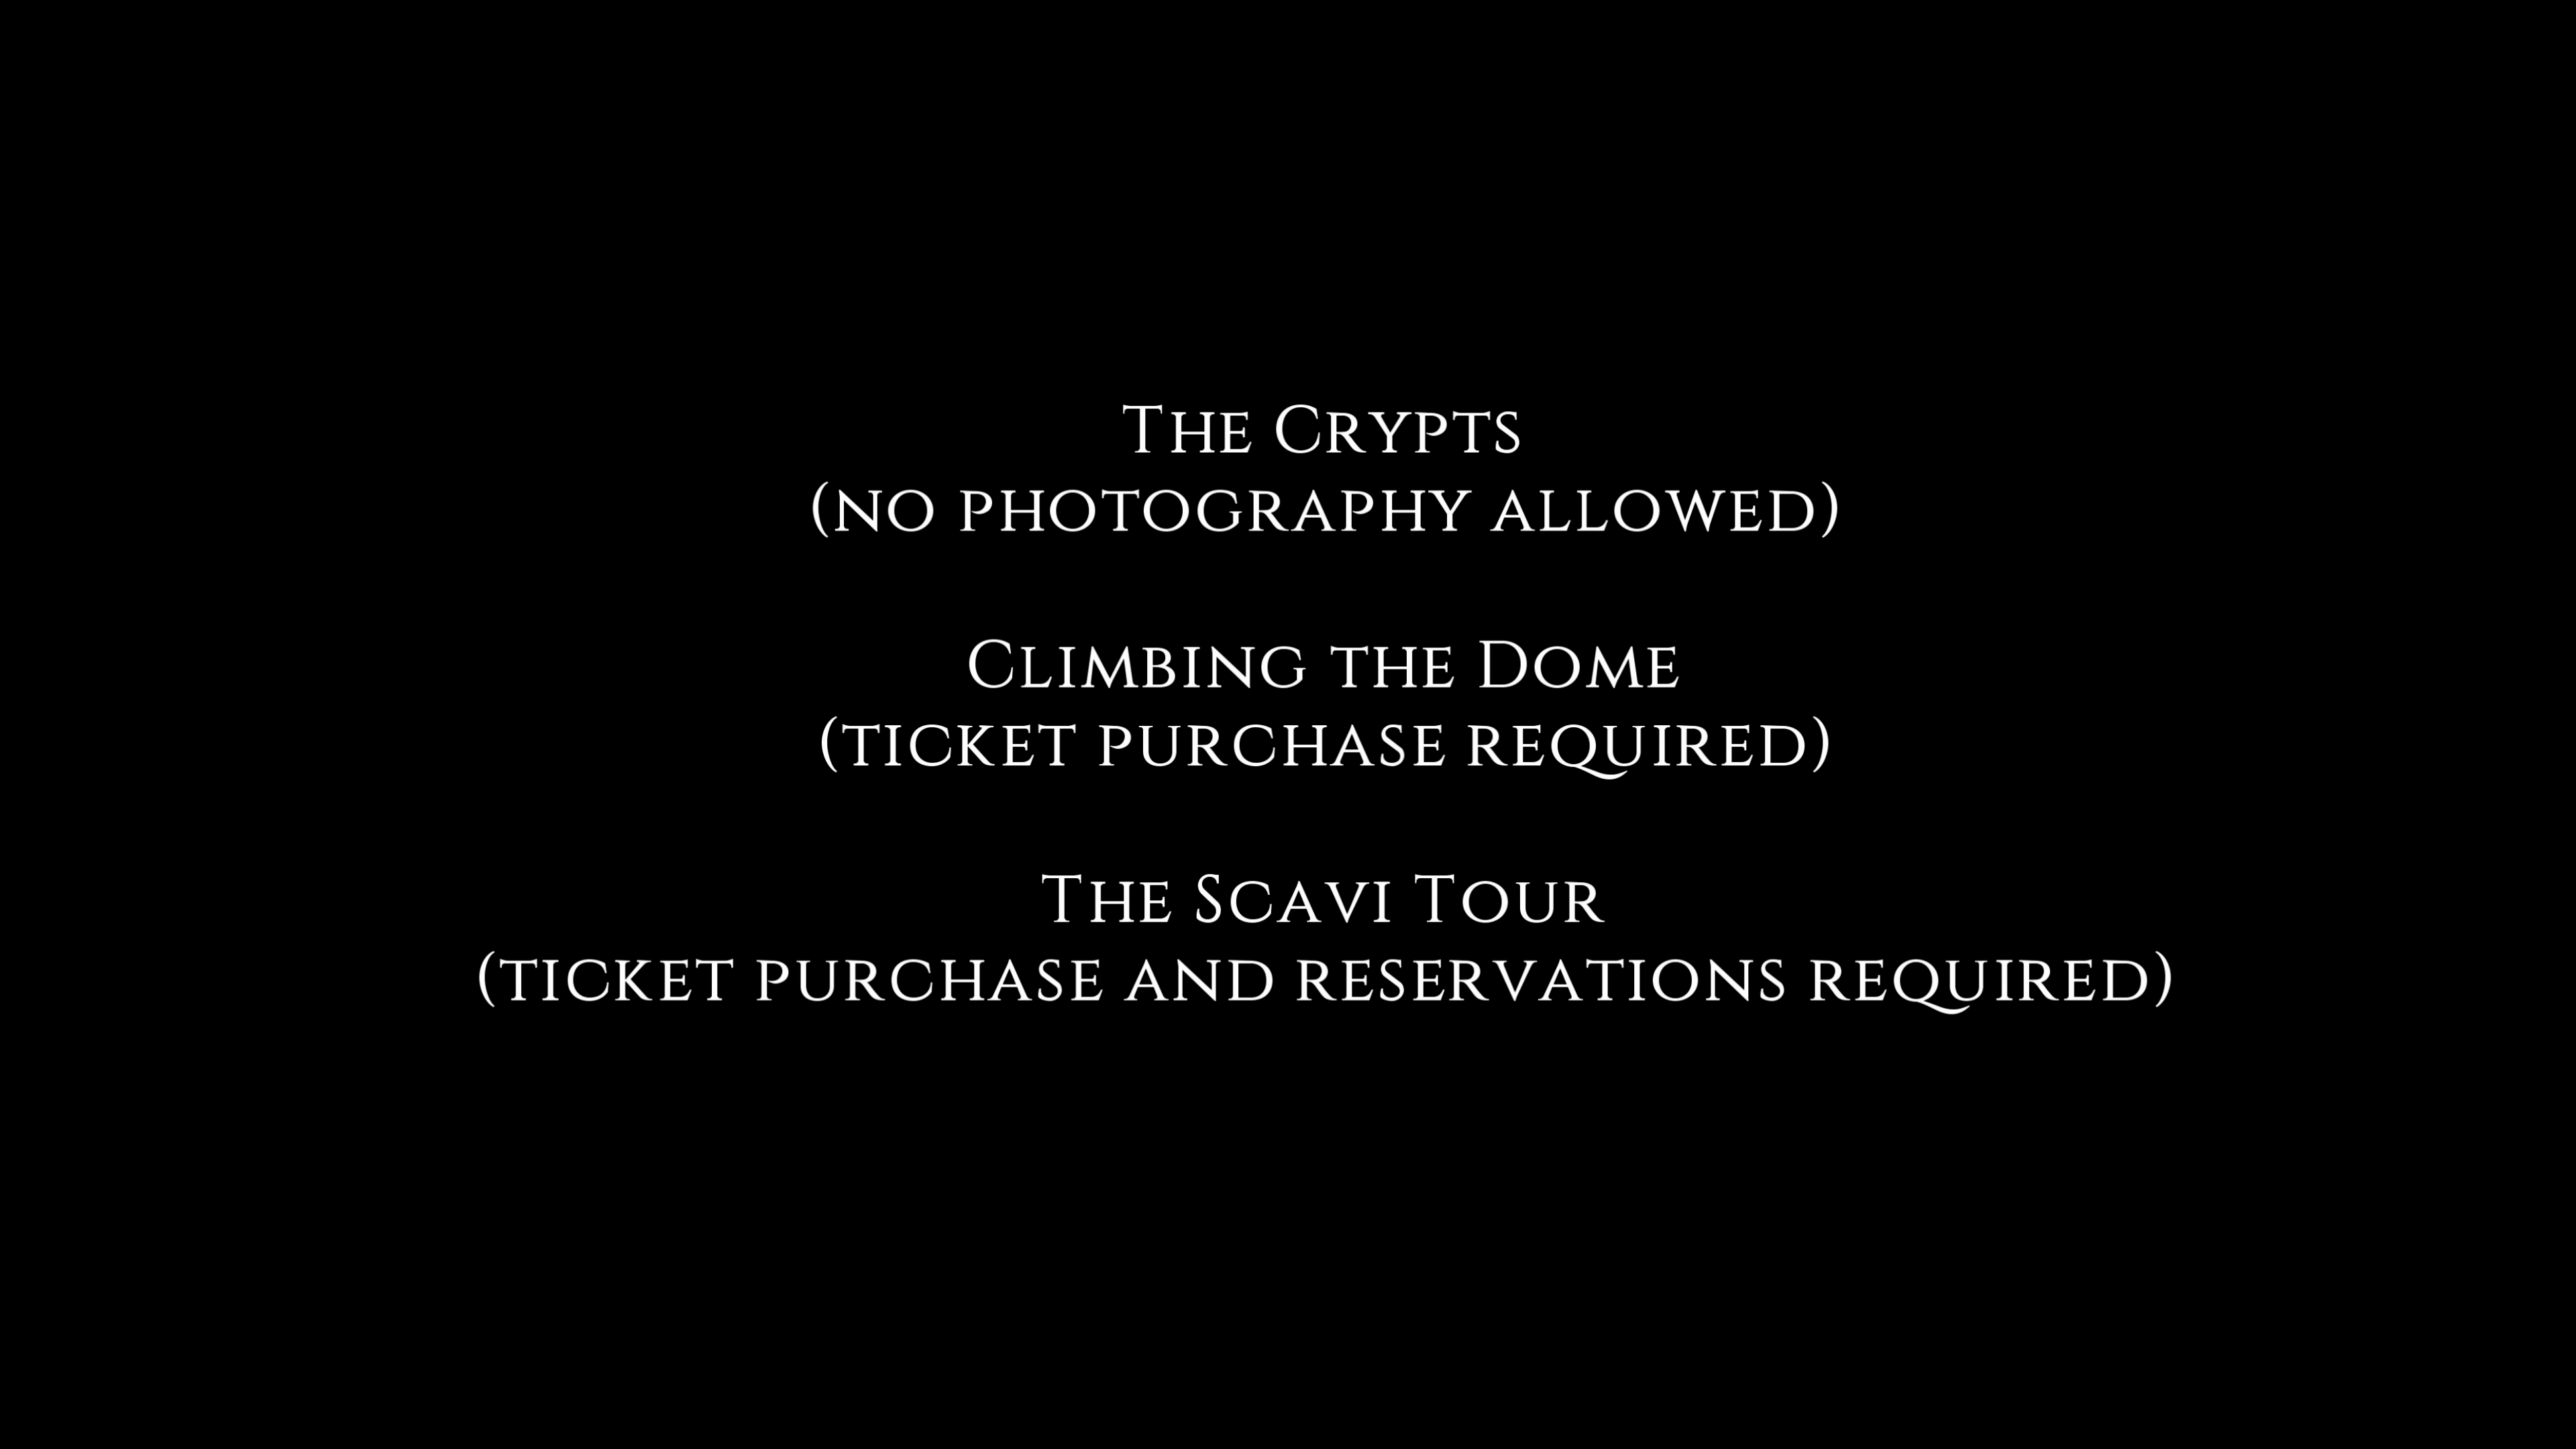 The Crypts
(no photography allowed)
Climbing the Dome
(ticket purchase required)
The Scavi Tour
(ticket purchase and reservations required)